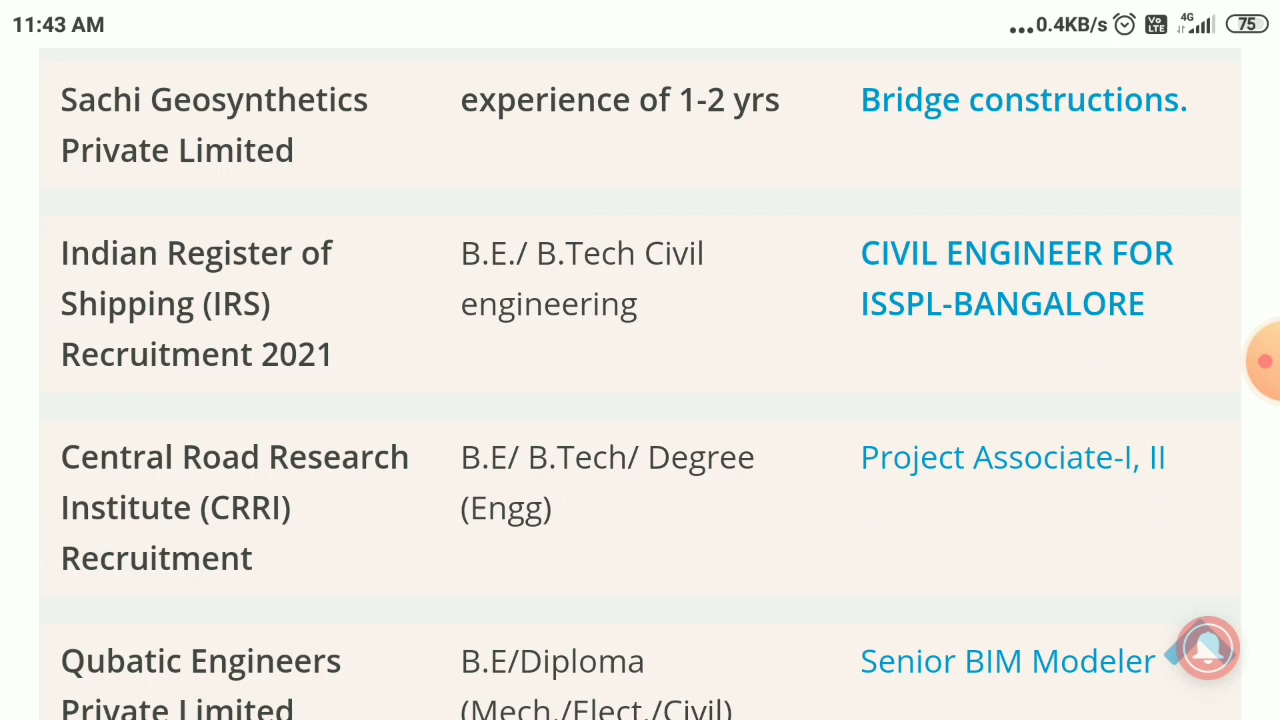 11:43 AM ...0.4KB/s Vo LTE 4G 75
Sachi Geosynthetics experience of 1-2 yrs Bridge constructions.
Private Limited
Indian Register of B.E./ B.Tech Civil CIVIL ENGINEER FOR
Shipping (IRS) engineering ISSPL-BANGALORE
Recruitment 2021
Central Road Research B.E/ B.Tech/ Degree Project Associate-I, II
Institute (CRRI) (Engg)
Recruitment
Qubatic Engineers B.E/Diploma Senior BIM Modeler
Private Limited (Mech./Elect./Civil)